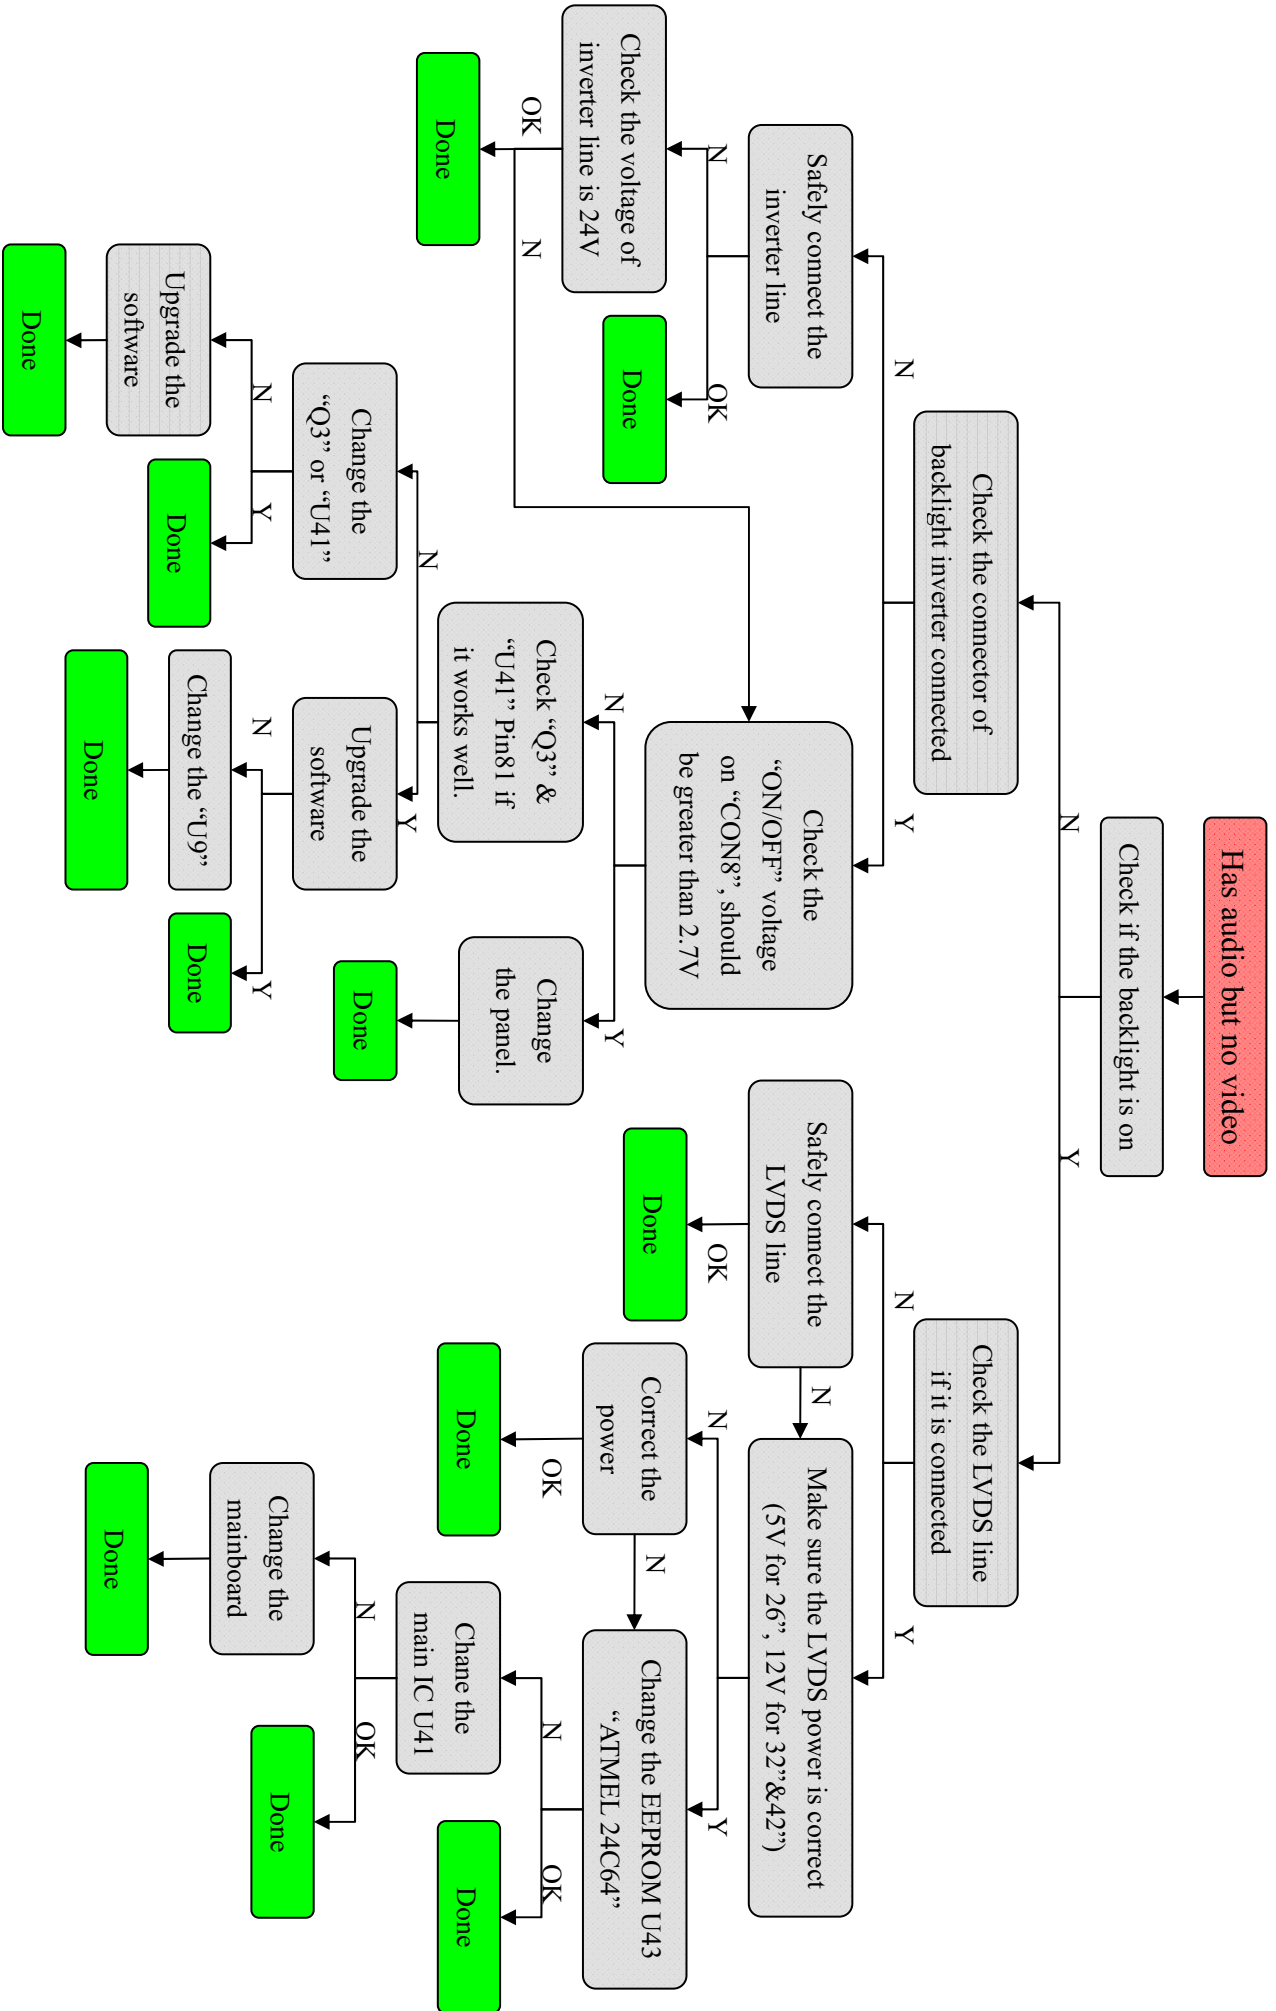 Has audio but no video
Check if the backlight is on
N
Y
Check the connector of
backlight inverter connected
Check the LVDS line
if it is connected
N
Y
N
Y
Safely connect the
inverter line
Check the
“ON/OFF” voltage
on “CON8”, should
be greater than 2.7V
Safely connect the
LVDS line
N
Make sure the LVDS power is correct
(5V for 26”, 12V for 32”&42”)
N
OK
OK
N
Y
Check the voltage of
inverter line is 24V
Done
N
Y
Done
Correct the
power
N
Change the EEPROM U43
“ATMEL 24C64”
OK
N
Check “Q3” &
“U41” Pin81 if
it works well.
Change
the panel.
OK
N
OK
Done
N
Y
Done
Done
Chane the
main IC U41
Done
Change the
“Q3” or “U41”
Upgrade the
software
N
OK
N
Y
N
Y
Upgrade the
software
Done
Change the “U9”
Done
Change the
mainboard
Done
Done
Done
Done